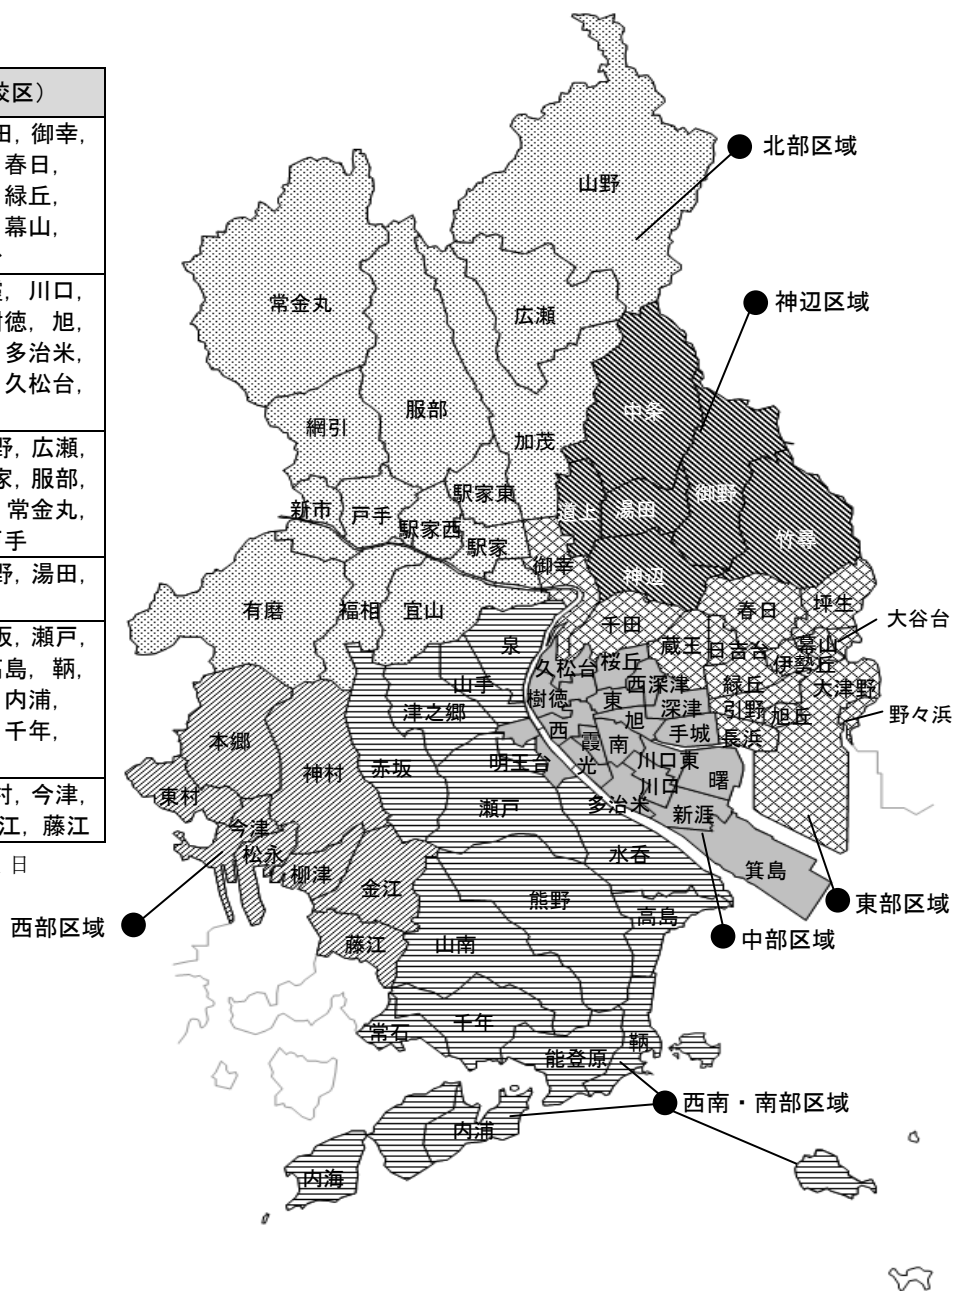 校区）
田, 御幸,
春日,
緑丘,
幕山,
川口,
樹徳, 旭,
多治米,
久松台,
野, 広瀬,
家, 服部,
常金丸,
手
野, 湯田,
坂, 瀬戸,
高島, 鞆,
内浦,
千年,
村, 今津,
江, 藤江
日
北部区域
山野
神辺区域
常金丸
広瀬
中条
服部
網引
加茂
駅家東
御野
新市
戸手
道上
湯田
駅家西
駅家
竹尋
御幸
神辺
有磨
福相
宜山
春日
坪生
大谷台
千田
泉
蔵王
日吉台
幕山
伊勢丘
久松台
桜丘
山手
西深津
緑丘
大津野
樹徳
東
津之郷
深津
引野
旭丘
野々浜
西
旭
手城
長浜
本郷
霞
南
明王台
光
川口東
神村
赤坂
川口
曙
東村
瀬戸
多治米
新涯
今津
松永
水呑
箕島
柳津
金江
熊野
東部区域
高島
西部区域
藤江
山南
中部区域
千年
常石
鞆
能登原
西南・南部区域
内浦
内海